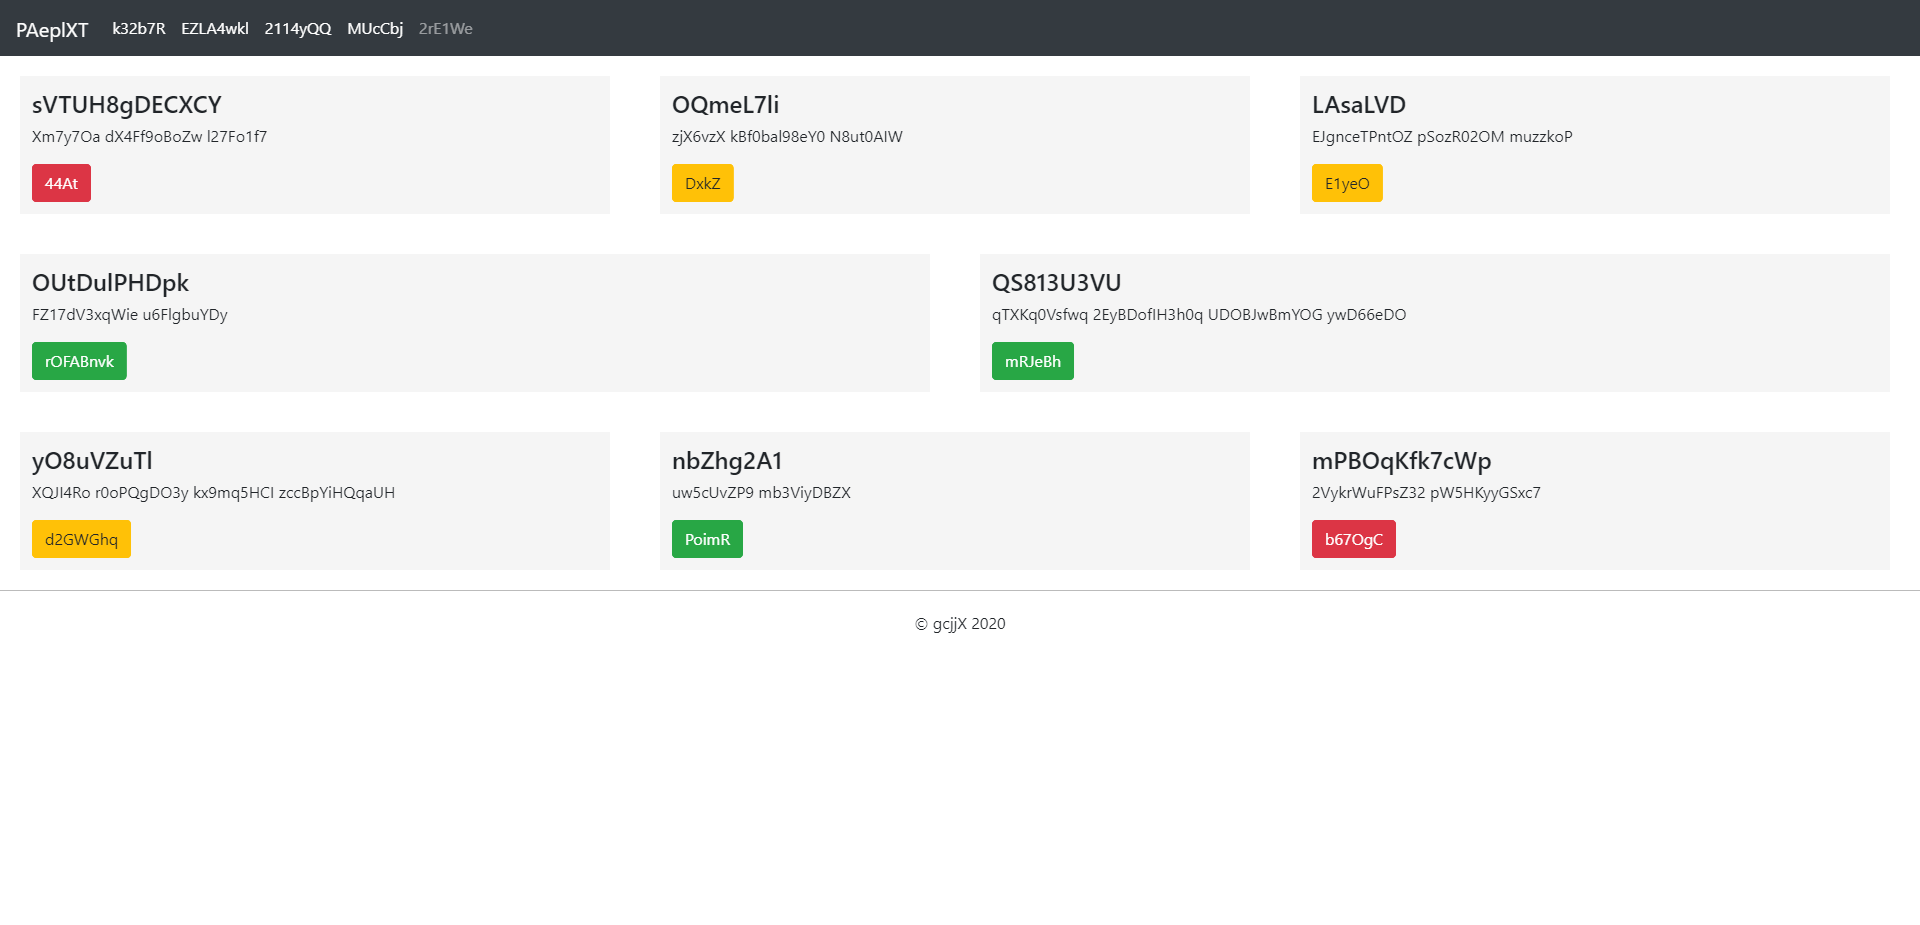 PAeplXT k32b7R EZLA4wkl 2114yQQ MUcCbj 2rE1We
sVTUH8gDECXCY
Xm7y7Oa dX4Ff9oBoZw l27Fo1f7
44At
OQmeL7li
zjX6vzX kBf0bal98eY0 N8ut0AIW
DxkZ
LAsaLVD
EJgnceTPntOZ pSozR02OM muzzkoP
E1yeO
OUtDulPHDpk
FZ17dV3xqWie u6FlgbuYDy
rOFABnvk
QS813U3VU
qTXKq0Vsfwq 2EyBDofIH3h0q UDOBJwBmYOG ywD66eDO
mRJeBh
yO8uVZuTl
XQJI4Ro r0oPQgDO3y kx9mq5HCI zccBpYiHQqaUH
d2GWGhq
nbZhg2A1
uw5cUvZP9 mb3ViyDBZX
PoimR
mPBOqKfk7cWp
2VykrWuFPsZ32 pW5HKyyGSxc7
b67OgC
© gcjjX 2020